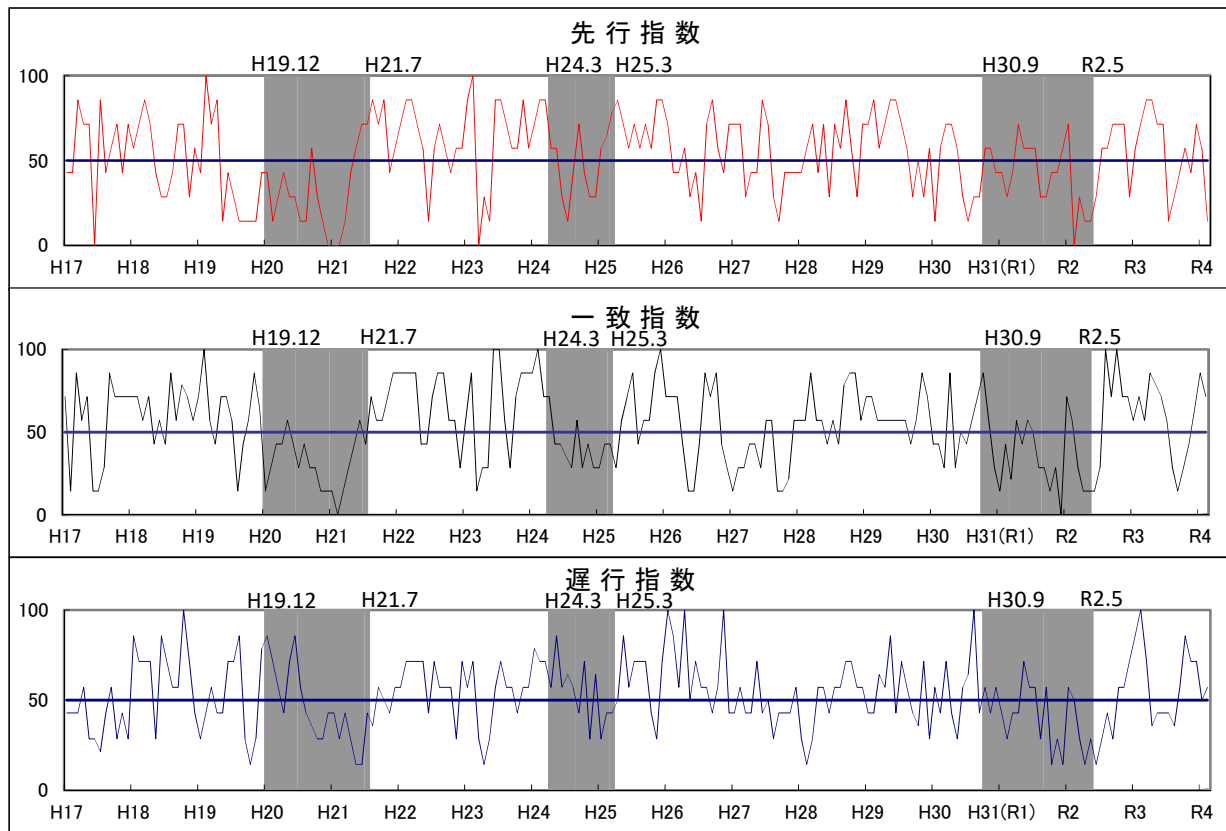 先行指数
H19.12 H21.7 H24.3 H25.3 H30.9 R2.5
100
50
0
H17 H18 H19 H20 H21 H22 H23 H24 H25 H26 H27 H28 H29 H30 H31(R1) R2 R3 R4
一致指数
H19.12 H21.7 H24.3 H25.3 H30.9 R2.5
100
50
0
H17 H18 H19 H20 H21 H22 H23 H24 H25 H26 H27 H28 H29 H30 H31(R1) R2 R3 R4
遅行指数
H19.12 H21.7 H24.3 H25.3 H30.9 R2.5
100
50
0
H17 H18 H19 H20 H21 H22 H23 H24 H25 H26 H27 H28 H29 H30 H31(R1) R2 R3 R4